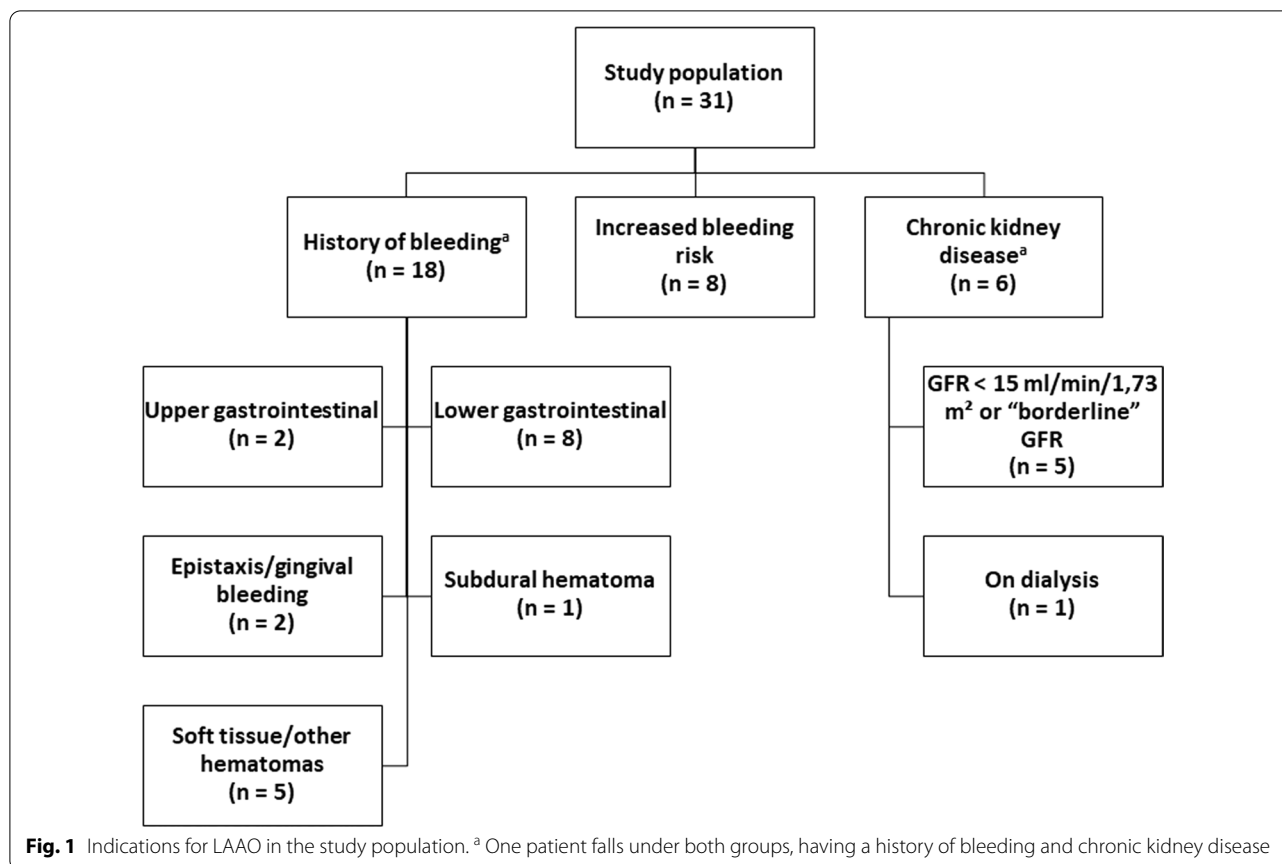 Study population
(n = 31)
History of bleedingᵃ
(n = 18)
Increased bleeding
risk
(n = 8)
Chronic kidney
diseaseᵃ
(n = 6)
Upper gastrointestinal
(n = 2)
Lower gastrointestinal
(n = 8)
GFR < 15 ml/min/1,73
m² or “borderline”
GFR
(n = 5)
Epistaxis/gingival
bleeding
(n = 2)
Subdural hematoma
(n = 1)
On dialysis
(n = 1)
Soft tissue/other
hematomas
(n = 5)
Fig. 1 Indications for LAAO in the study population. ᵃ One patient falls under both groups, having a history of bleeding and chronic kidney disease